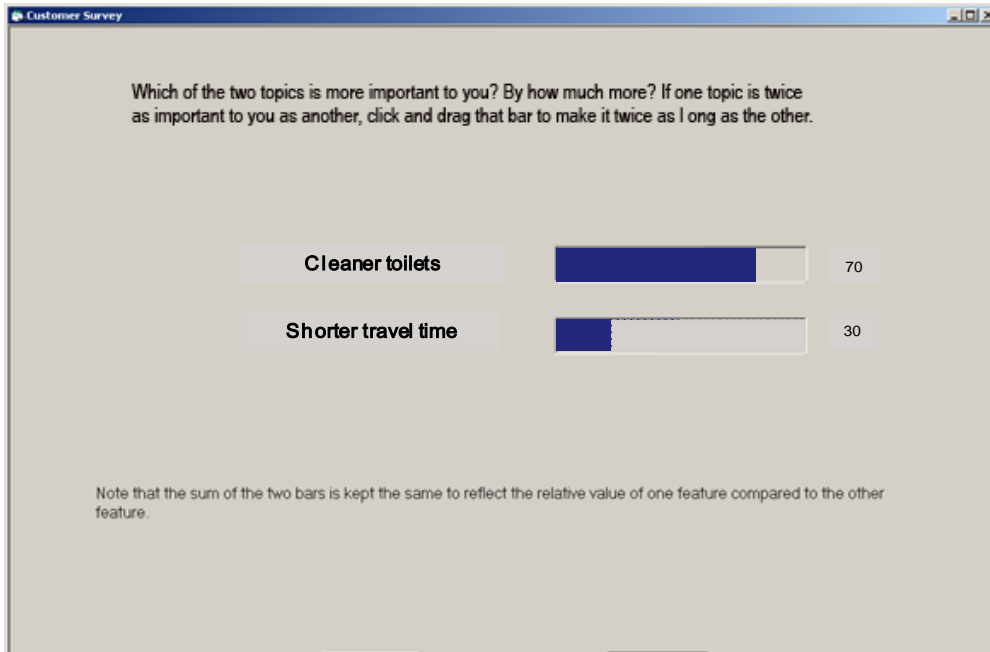 Customer Survey
Which of the two topics is more important to you? By how much more? If one topic is twice
as important to you as another, click and drag that bar to make it twice as l ong as the other.
Cleaner toilets 70
Shorter travel time 30
Note that the sum of the two bars is kept the same to reflect the relative value of one feature compared to the other
feature.